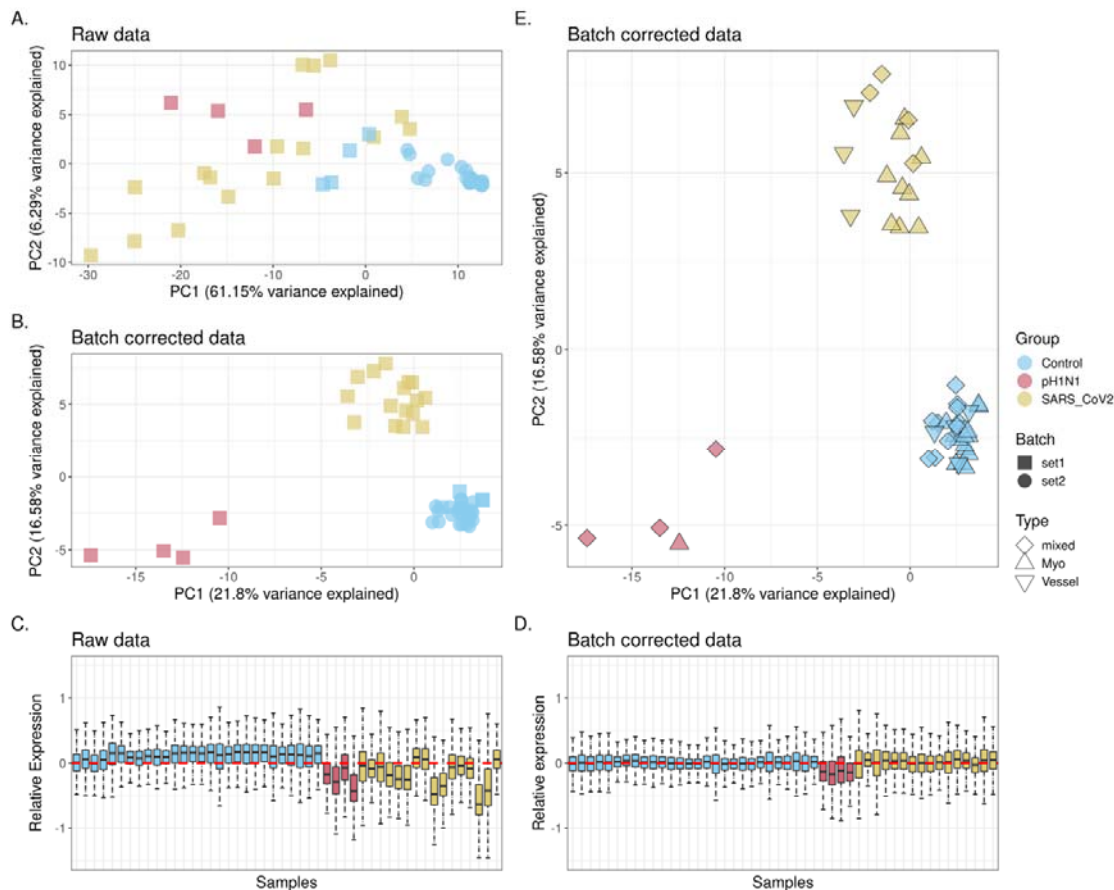 A.
Raw data
10
5
0
-5
-10
-30
-20
-10
0
10
PC2 (6.29% variance explained)
PC1 (61.15% variance explained)
B.
Batch corrected data
5
0
-5
-15
-10
-5
0
PC2 (16.58% variance explained)
PC1 (21.8% variance explained)
E.
Batch corrected data
5
0
-5
-15
-10
-5
0
PC2 (16.58% variance explained)
PC1 (21.8% variance explained)
Group
Control
pH1N1
SARS_CoV2
Batch
set1
set2
Type
mixed
Myo
Vessel
C.
Raw data
1
0
-1
Relative Expression
Samples
D.
Batch corrected data
1
0
-1
Relative expression
Samples